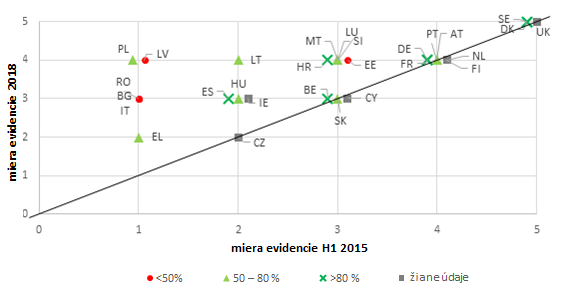 5
4
3
2
1
0
miera evidencie 2018
PL
LV
LT
MT
LU
SI
HR
EE
PT
AT
DE
FR
NL
FI
SE
DK
UK
RO
BG
IT
HU
ES
IE
BE
CY
SK
EL
CZ
0
1
2
3
4
5
miera evidencie H1 2015
<50%
50 – 80 %
>80 %
žiane údaje